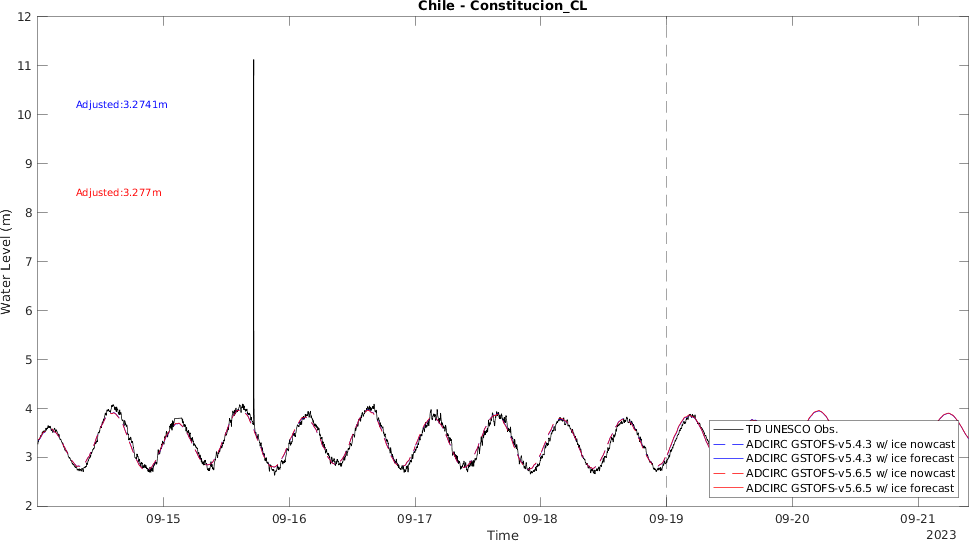 Chile - Constitucion_CL
12
11
10
9
8
7
6
5
4
3
2
Water Level (m)
Adjusted:3.2741m
Adjusted:3.277m
TD UNESCO Obs.
ADCIRC GSTOFS-v5.4.3 w/ ice nowcast
ADCIRC GSTOFS-v5.4.3 w/ ice forecast
ADCIRC GSTOFS-v5.6.5 w/ ice nowcast
ADCIRC GSTOFS-v5.6.5 w/ ice forecast
09-15 09-16 09-17 09-18 09-19 09-20 09-21
Time
2023